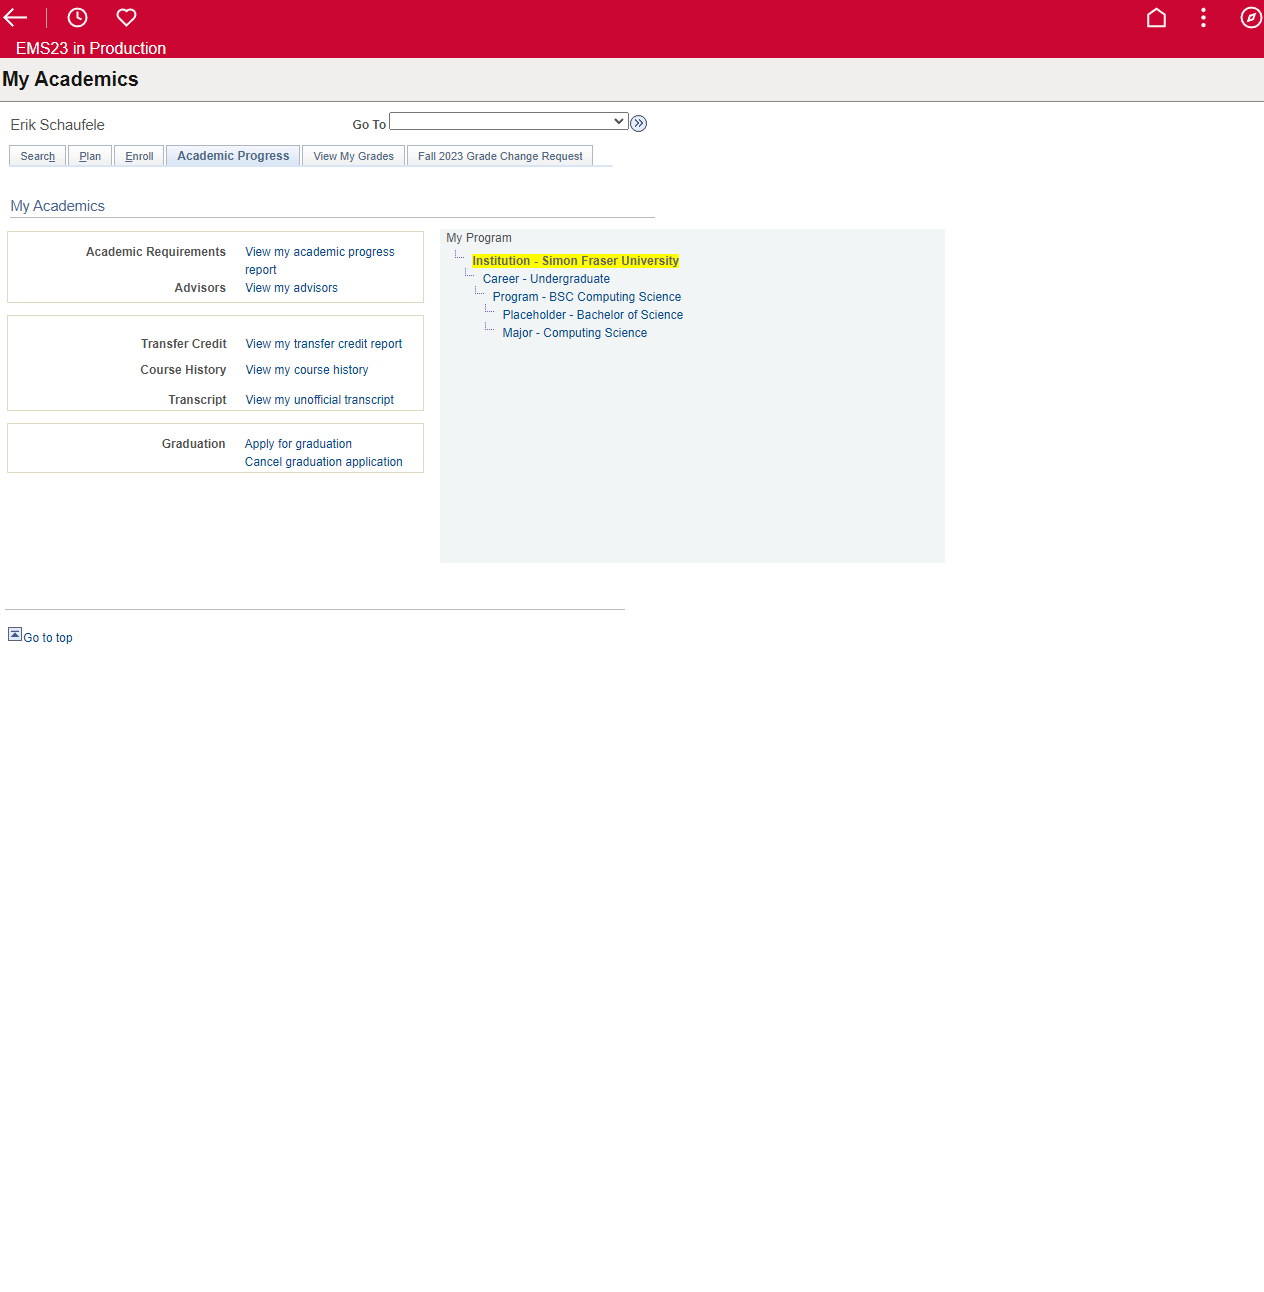 EMS23 in Production
My Academics
Erik Schaufele
Go To
Search
Plan
Enroll
Academic Progress
View My Grades
Fall 2023 Grade Change Request
My Academics
Academic Requirements
View my academic progress
report
Advisors
View my advisors
Transfer Credit
View my transfer credit report
Course History
View my course history
Transcript
View my unofficial transcript
Graduation
Apply for graduation
Cancel graduation application
My Program
Institution - Simon Fraser University
Career - Undergraduate
Program - BSC Computing Science
Placeholder - Bachelor of Science
Major - Computing Science
Go to top